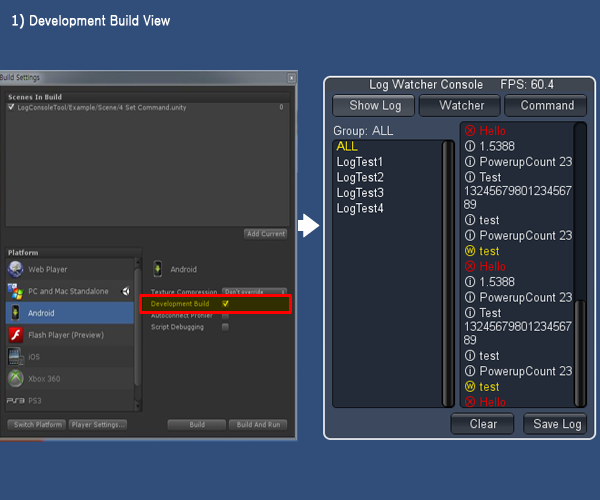 1) Development Build View
Build Settings
Scenes In Build
LogConsoleTool/Example/Scene/4 Set Command.unity 0
Add Current
Platform
Web Player
PC and Mac Standalone
Android
Flash Player (Preview)
iOS
Xbox 360
PS3
Android
Texture Compression Don't override
Development Build
Autoconnect Profiler
Script Debugging
Switch Platform Player Settings... Build Build And Run
Log Watcher Console FPS: 60.4
Show Log Watcher Command
Group: ALL
ALL
LogTest1
LogTest2
LogTest3
LogTest4
Hello
1.5388
PowerupCount 23
Test
13245679801234567
89
test
PowerupCount 23
test
Hello
1.5388
PowerupCount 23
Test
13245679801234567
89
test
PowerupCount 23
test
Hello
Clear Save Log